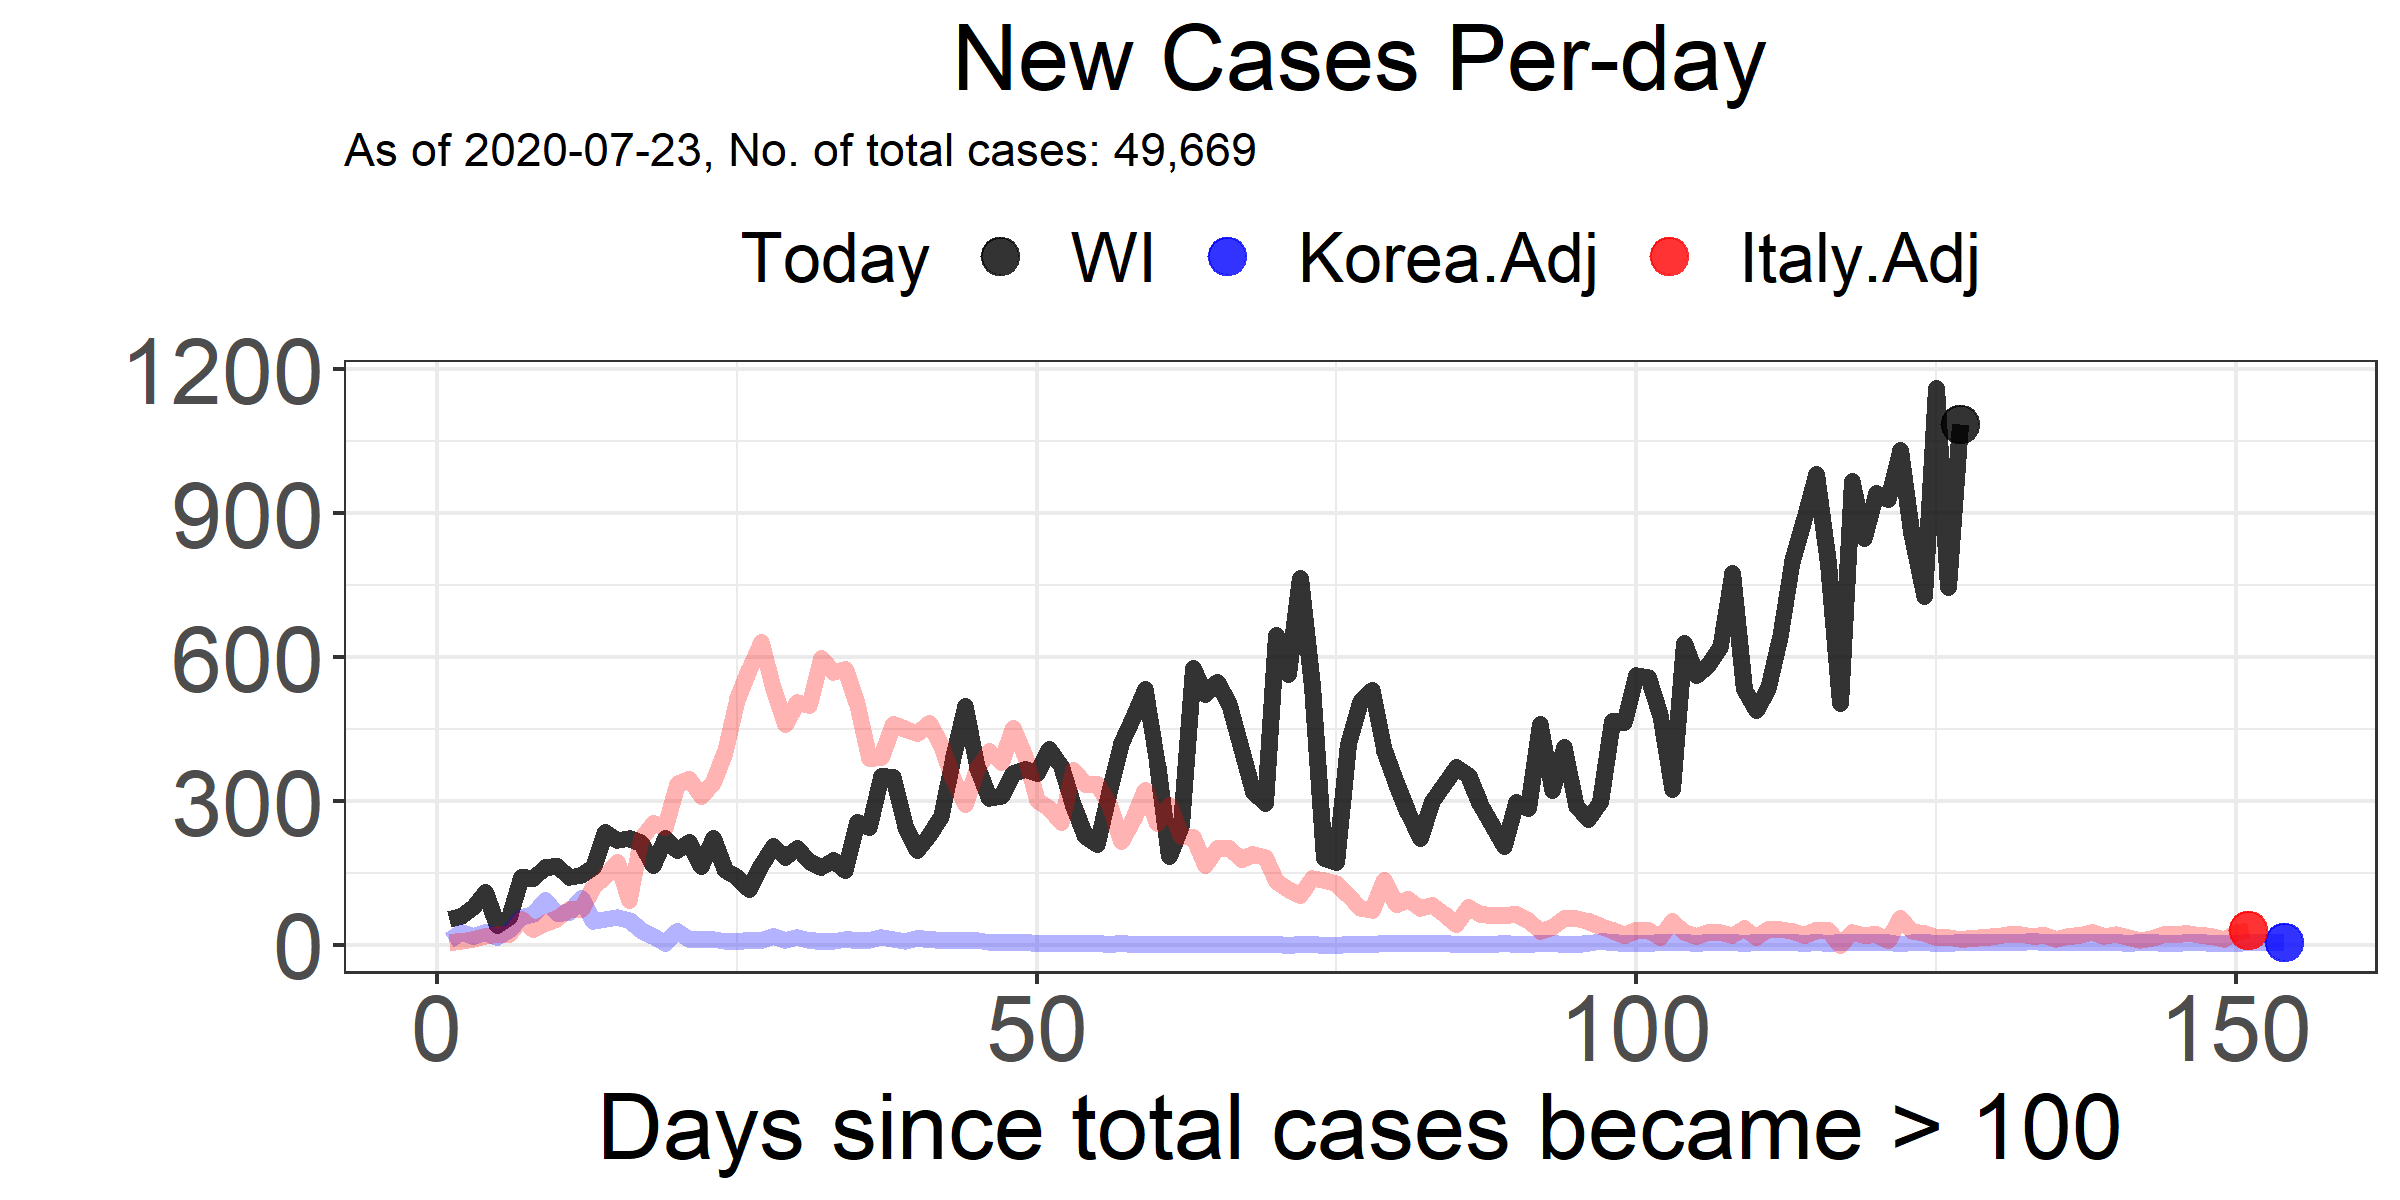 New Cases Per-day
As of 2020-07-23, No. of total cases: 49,669
Today WI Korea.Adj Italy.Adj
1200
900
600
300
0
0 50 100 150
Days since total cases became > 100